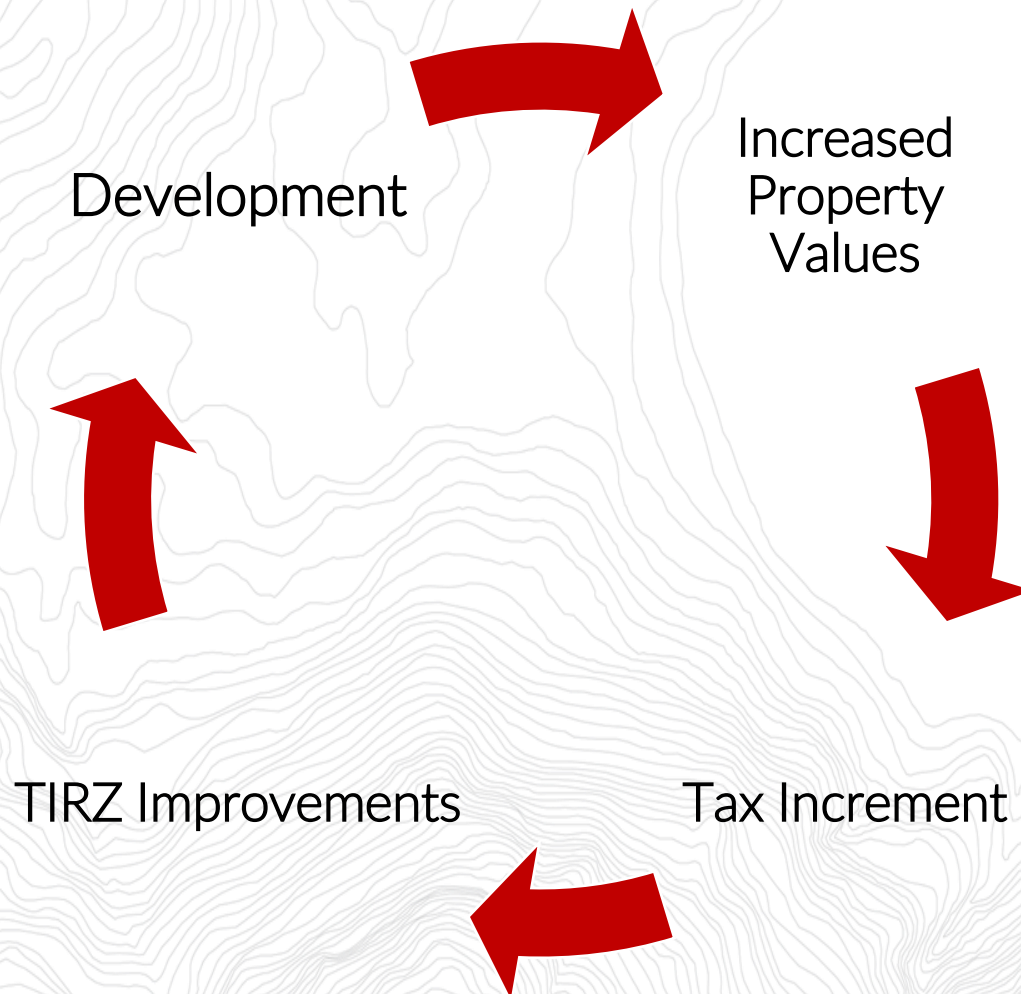 Development
Increased
Property
Values
TIRZ Improvements
Tax Increment